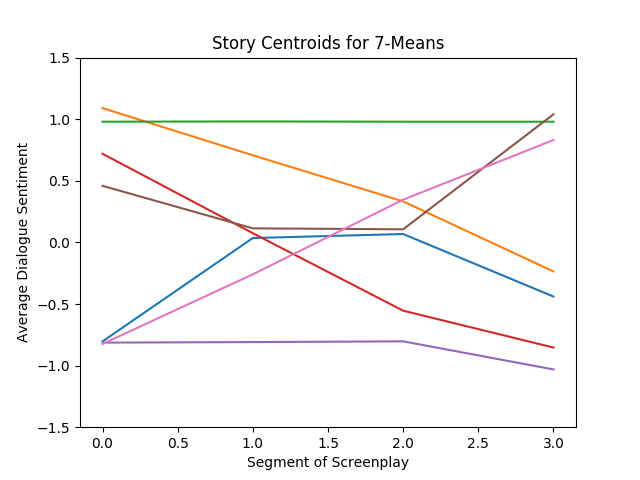 Story Centroids for 7-Means
1.5
1.0
0.5
0.0
−0.5
−1.0
−1.5
Average Dialogue Sentiment
0.0 0.5 1.0 1.5 2.0 2.5 3.0
Segment of Screenplay